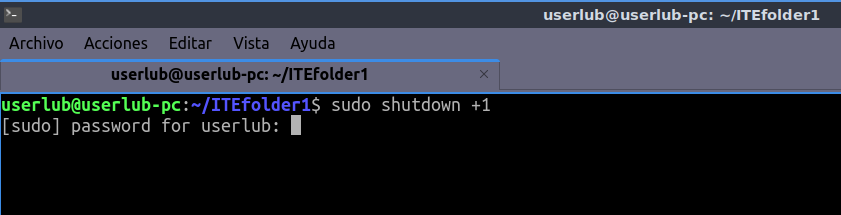 userlub@userlub-pc: ~/ITEfolder1
Archivo Acciones Editar Vista Ayuda
userlub@userlub-pc: ~/ITEfolder1 ×
userlub@userlub-pc:~/ITEfolder1$ sudo shutdown +1
[sudo] password for userlub: